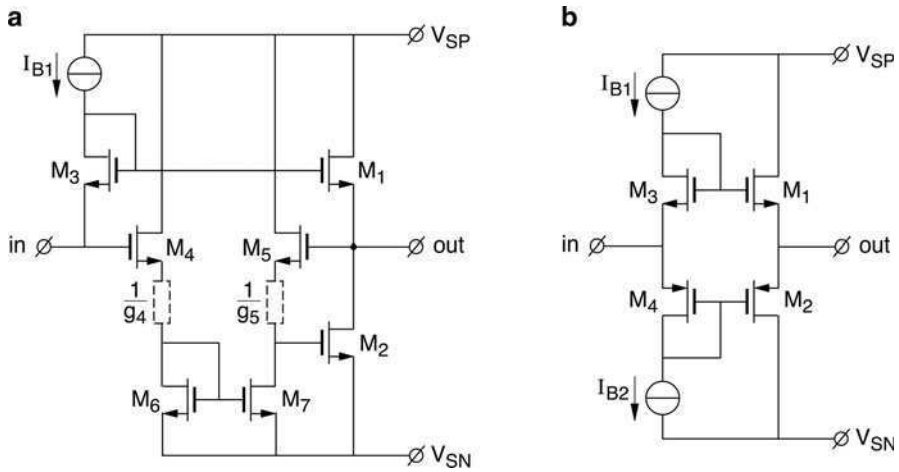 a
V_SP
I_B1
M_3
M_1
in
M_4
M_5
out
1/g_4
1/g_5
M_2
M_6
M_7
V_SN
b
V_SP
I_B1
M_3
M_1
in
out
M_4
M_2
I_B2
V_SN